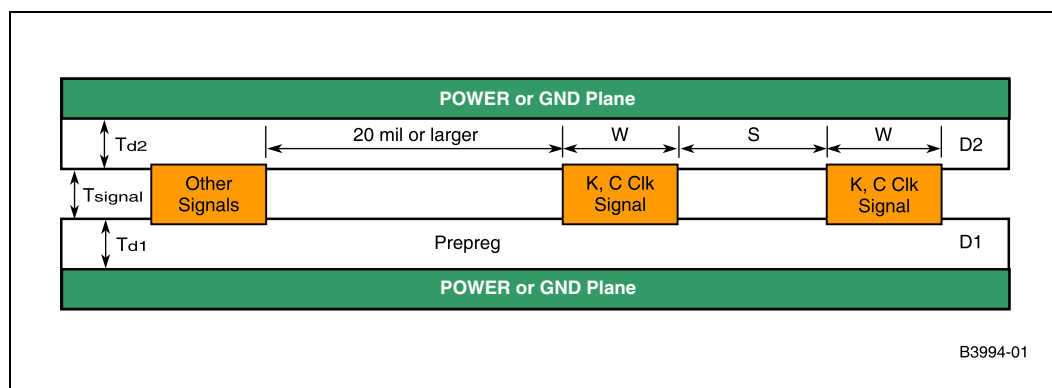 POWER or GND Plane
Td2
20 mil or larger
W
S
W
D2
Tsignal
Other
Signals
K, C Clk
Signal
K, C Clk
Signal
Td1
Prepreg
D1
POWER or GND Plane
B3994-01